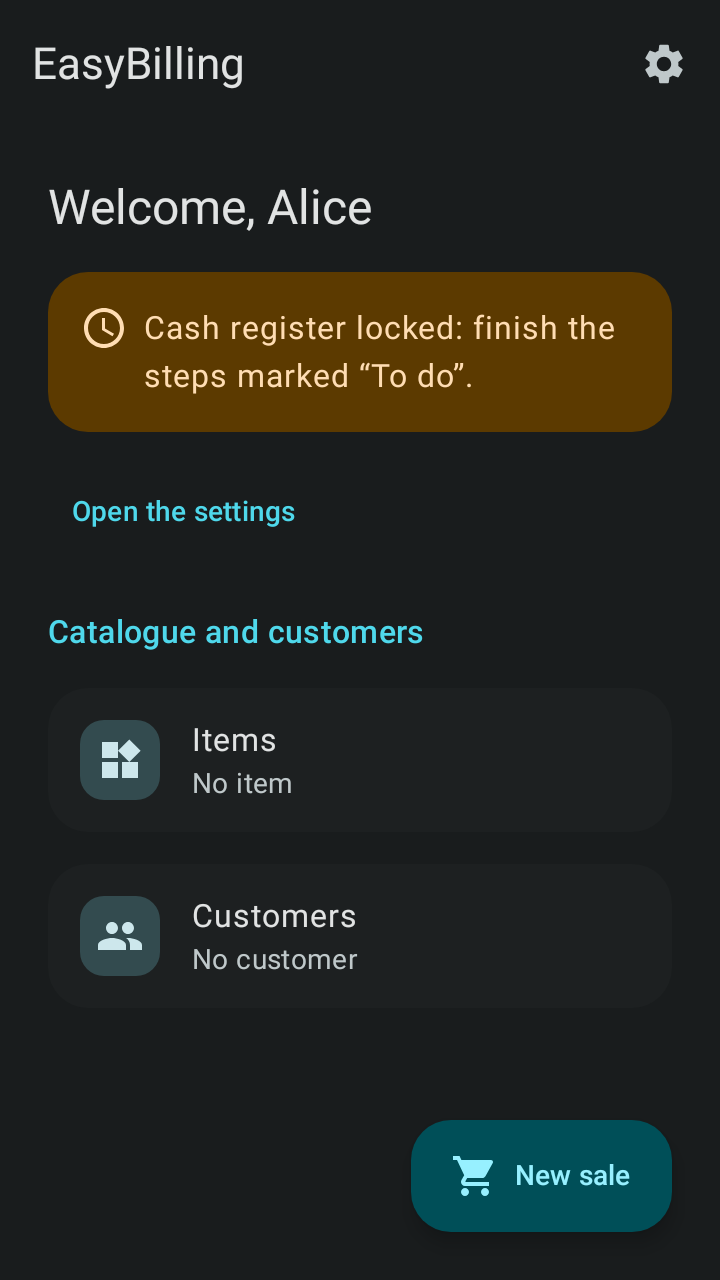 EasyBilling
Welcome, Alice
Cash register locked: finish the
steps marked “To do”.
Open the settings
Catalogue and customers
Items
No item
Customers
No customer
New sale